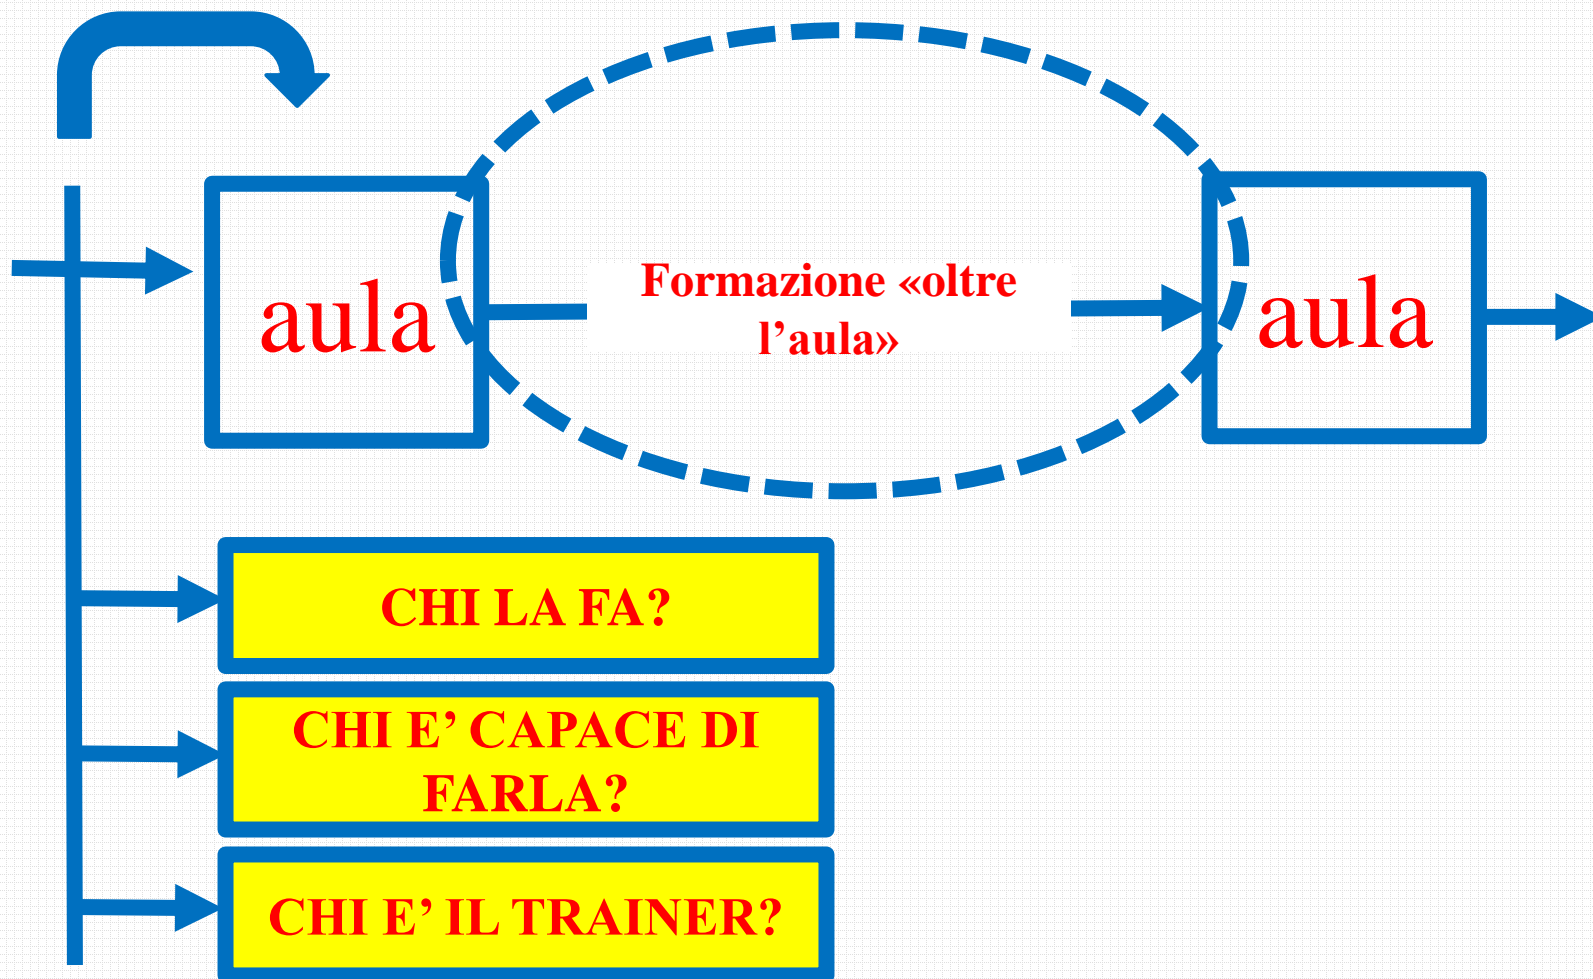 aula
Formazione «oltre
l’aula»
aula
CHI LA FA?
CHI E’ CAPACE DI
FARLA?
CHI E’ IL TRAINER?